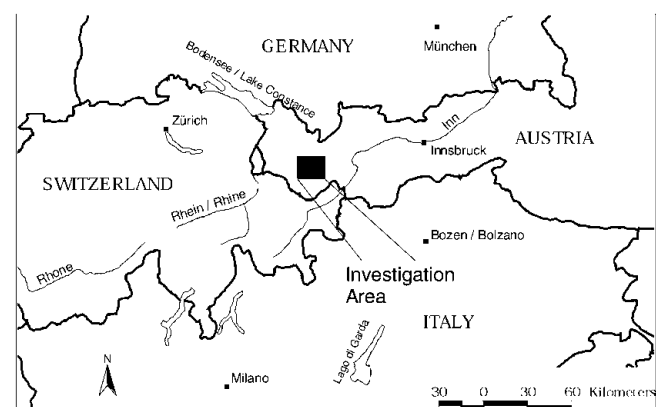 GERMANY
München
Bodensee / Lake Constance
Zürich
Inn
AUSTRIA
Innsbruck
SWITZERLAND
Rhein / Rhine
Bozen / Bolzano
Rhone
Investigation
Area
ITALY
Lago di Garda
N
Milano
30 0 30 60 Kilometers